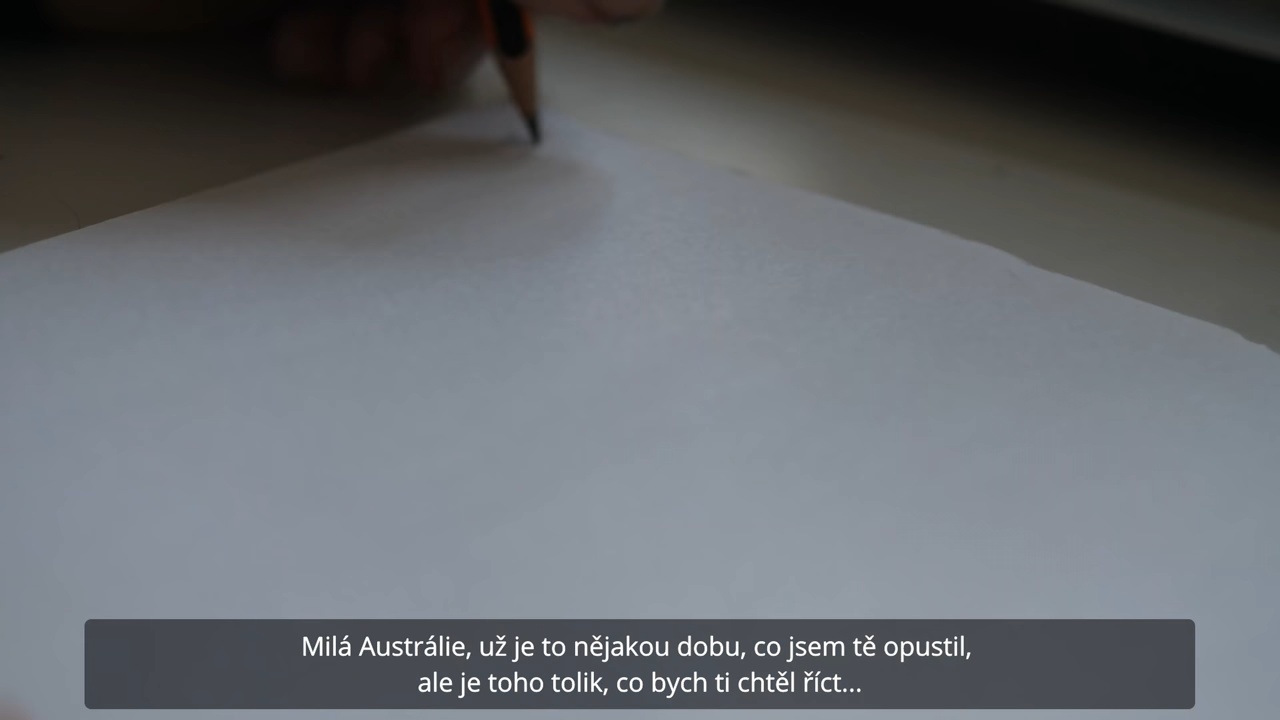 Milá Austrálie, už je to nějakou dobu, co jsem tě opustil,
ale je toho tolik, co bych ti chtěl říct...